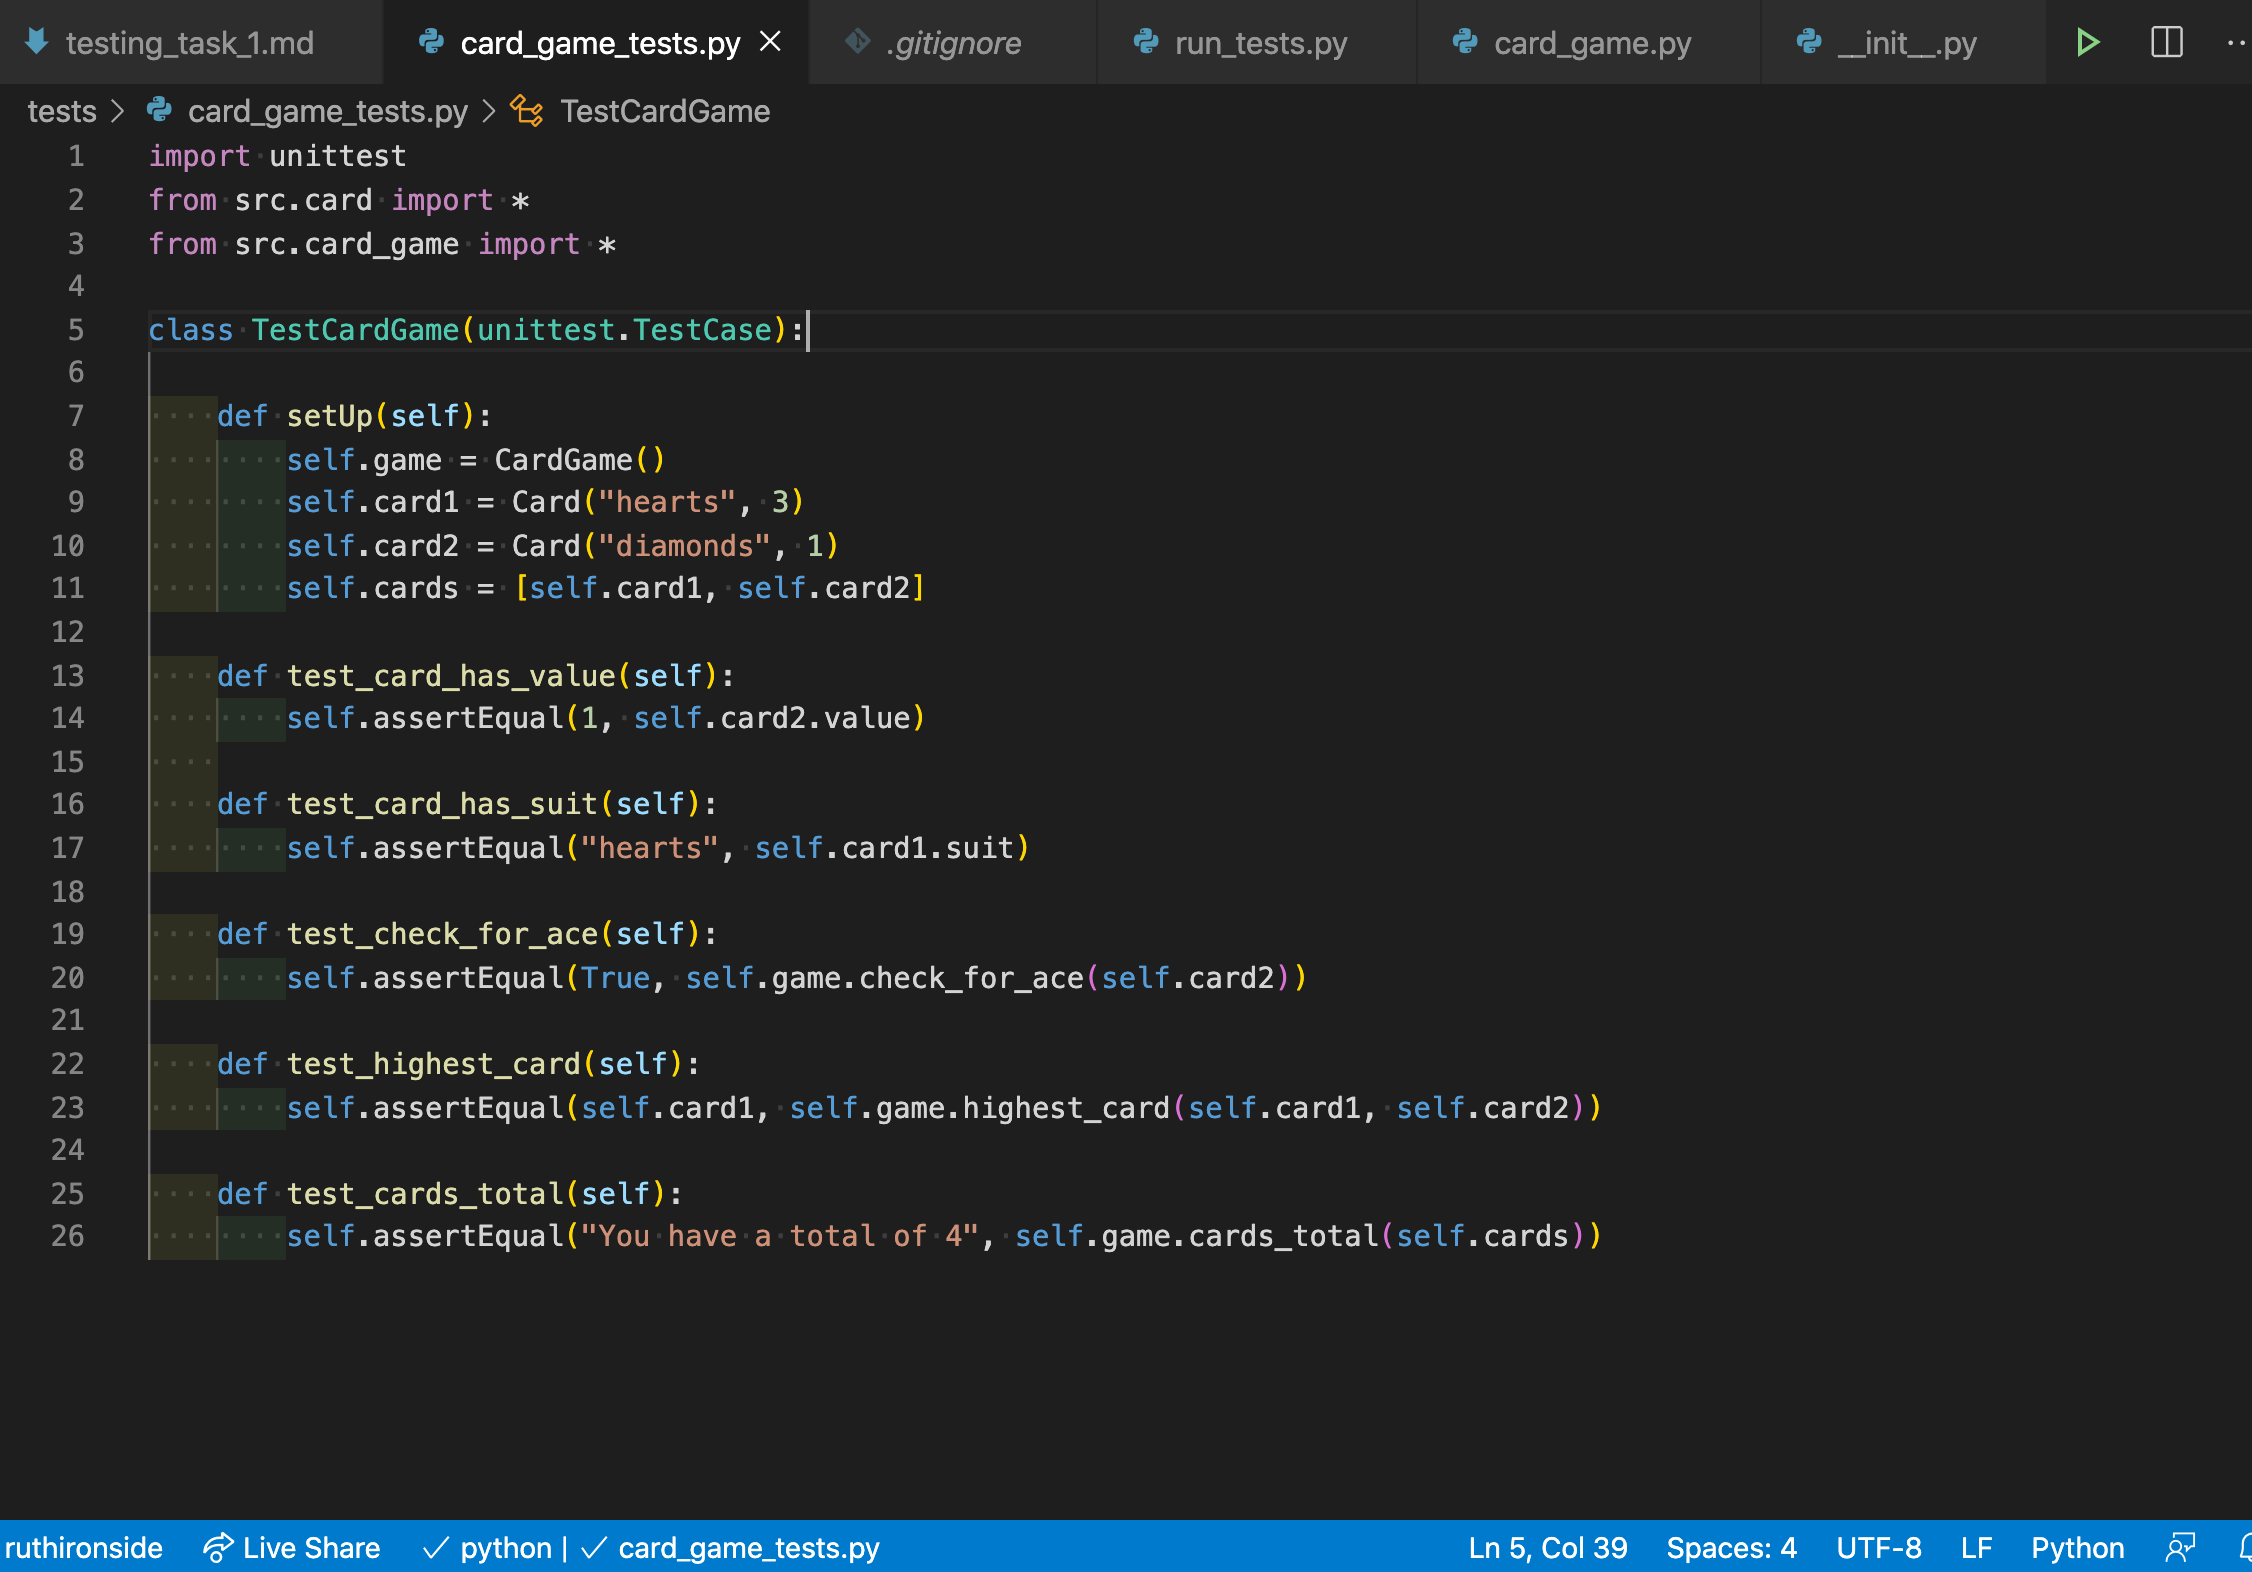 testing_task_1.md card_game_tests.py .gitignore run_tests.py card_game.py __init__.py
tests > card_game_tests.py > TestCardGame
1 import unittest
2 from src.card import *
3 from src.card_game import *
4
5 class TestCardGame(unittest.TestCase):
6
7 def setUp(self):
8 self.game = CardGame()
9 self.card1 = Card("hearts", 3)
10 self.card2 = Card("diamonds", 1)
11 self.cards = [self.card1, self.card2]
12
13 def test_card_has_value(self):
14 self.assertEqual(1, self.card2.value)
15
16 def test_card_has_suit(self):
17 self.assertEqual("hearts", self.card1.suit)
18
19 def test_check_for_ace(self):
20 self.assertEqual(True, self.game.check_for_ace(self.card2))
21
22 def test_highest_card(self):
23 self.assertEqual(self.card1, self.game.highest_card(self.card1, self.card2))
24
25 def test_cards_total(self):
26 self.assertEqual("You have a total of 4", self.game.cards_total(self.cards))
ruthironside Live Share python | card_game_tests.py Ln 5, Col 39 Spaces: 4 UTF-8 LF Python